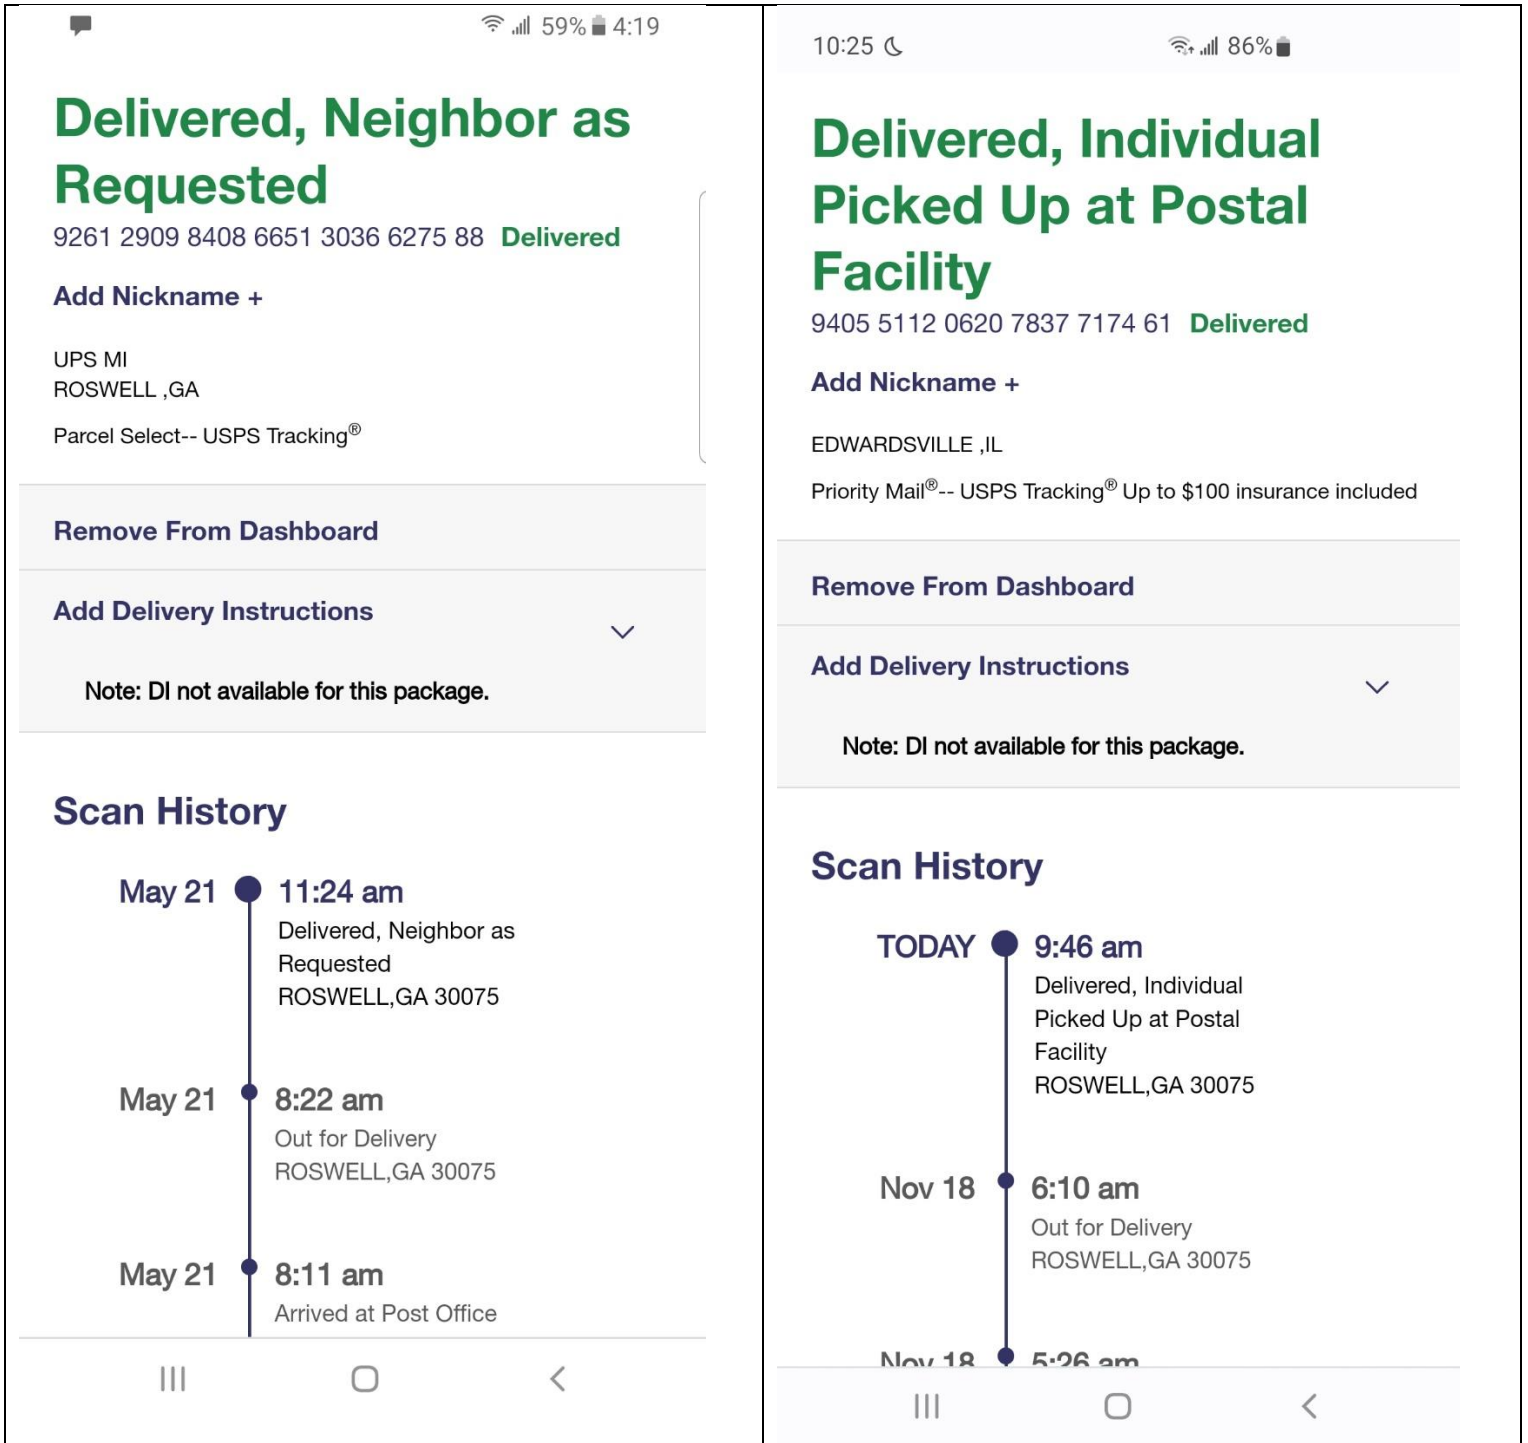 59% 4:19
Delivered, Neighbor as
Requested
9261 2909 8408 6651 3036 6275 88 Delivered
Add Nickname +
UPS MI
ROSWELL ,GA
Parcel Select-- USPS Tracking®
Remove From Dashboard
Add Delivery Instructions
Note: DI not available for this package.
Scan History
May 21 11:24 am
Delivered, Neighbor as
Requested
ROSWELL,GA 30075
May 21 8:22 am
Out for Delivery
ROSWELL,GA 30075
May 21 8:11 am
Arrived at Post Office
10:25 86%
Delivered, Individual
Picked Up at Postal
Facility
9405 5112 0620 7837 7174 61 Delivered
Add Nickname +
EDWARDSVILLE ,IL
Priority Mail®-- USPS Tracking® Up to $100 insurance included
Remove From Dashboard
Add Delivery Instructions
Note: DI not available for this package.
Scan History
TODAY 9:46 am
Delivered, Individual
Picked Up at Postal
Facility
ROSWELL,GA 30075
Nov 18 6:10 am
Out for Delivery
ROSWELL,GA 30075
Nov 18 5:26 am